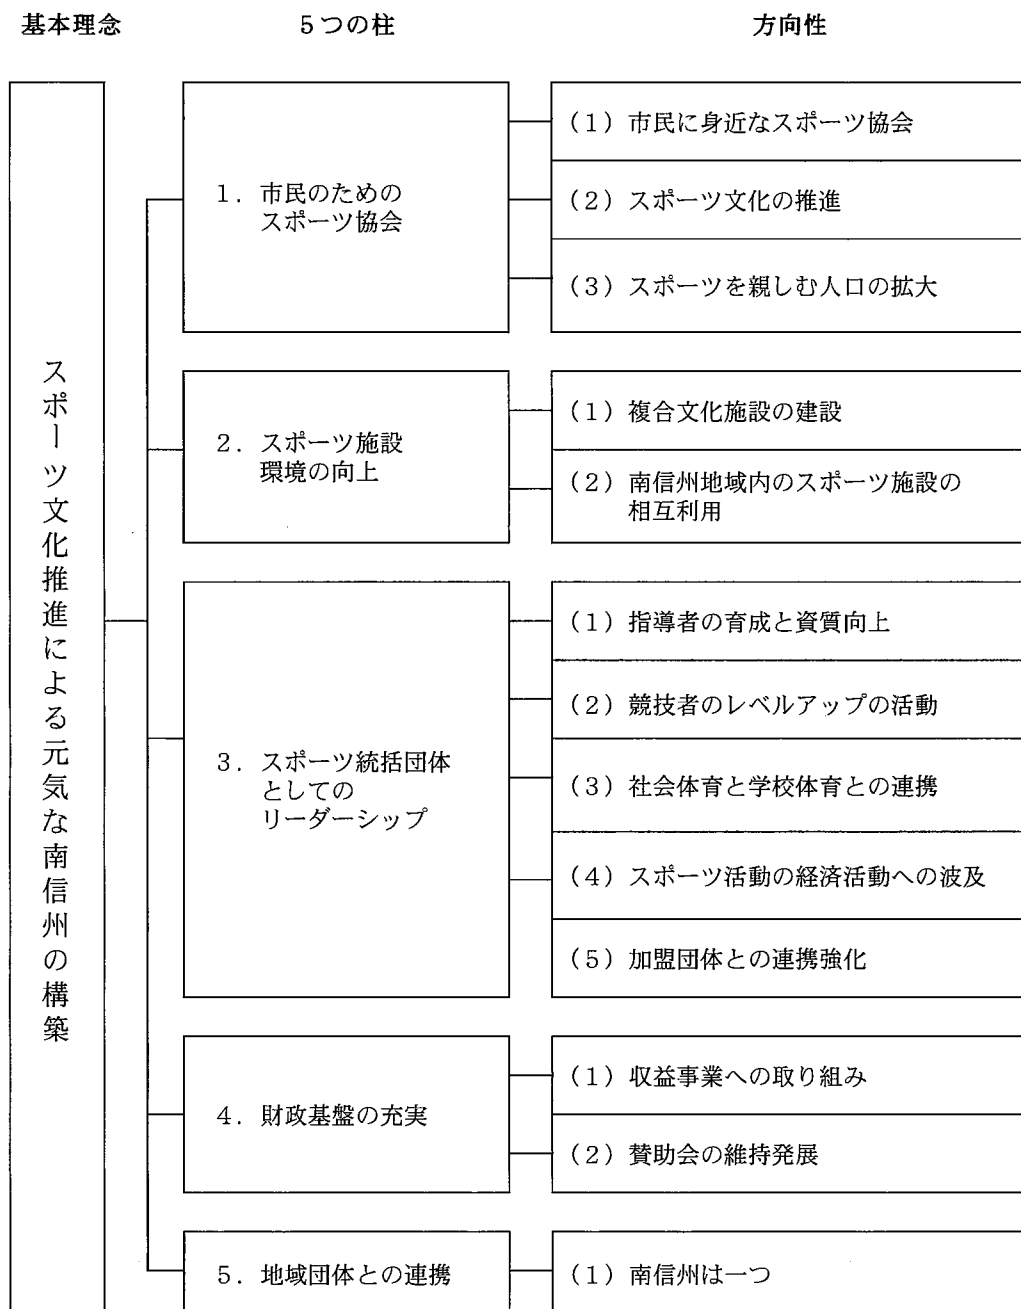 基本理念
5つの柱
方向性
スポーツ文化推進による元気な南信州の構築
1．市民のための
スポーツ協会
（1）市民に身近なスポーツ協会
（2）スポーツ文化の推進
（3）スポーツを親しむ人口の拡大
2．スポーツ施設
環境の向上
（1）複合文化施設の建設
（2）南信州地域内のスポーツ施設の
相互利用
3．スポーツ統括団体
としての
リーダーシップ
（1）指導者の育成と資質向上
（2）競技者のレベルアップの活動
（3）社会体育と学校体育との連携
（4）スポーツ活動の経済活動への波及
（5）加盟団体との連携強化
4．財政基盤の充実
（1）収益事業への取り組み
（2）賛助会の維持発展
5．地域団体との連携
（1）南信州は一つ